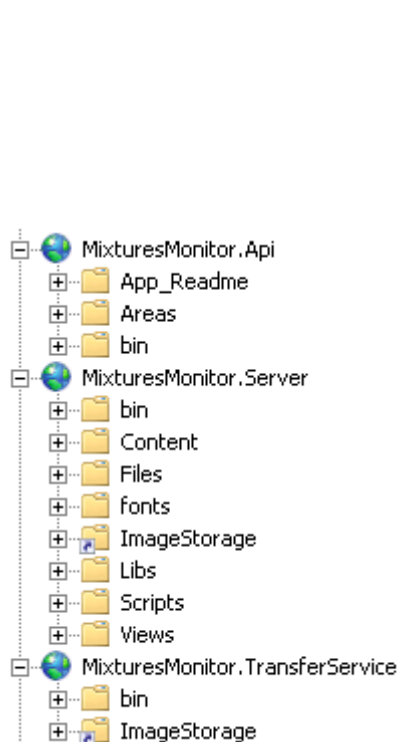 MixturesMonitor.Api
App_Readme
Areas
bin
MixturesMonitor.Server
bin
Content
Files
fonts
ImageStorage
Libs
Scripts
Views
MixturesMonitor.TransferService
bin
ImageStorage